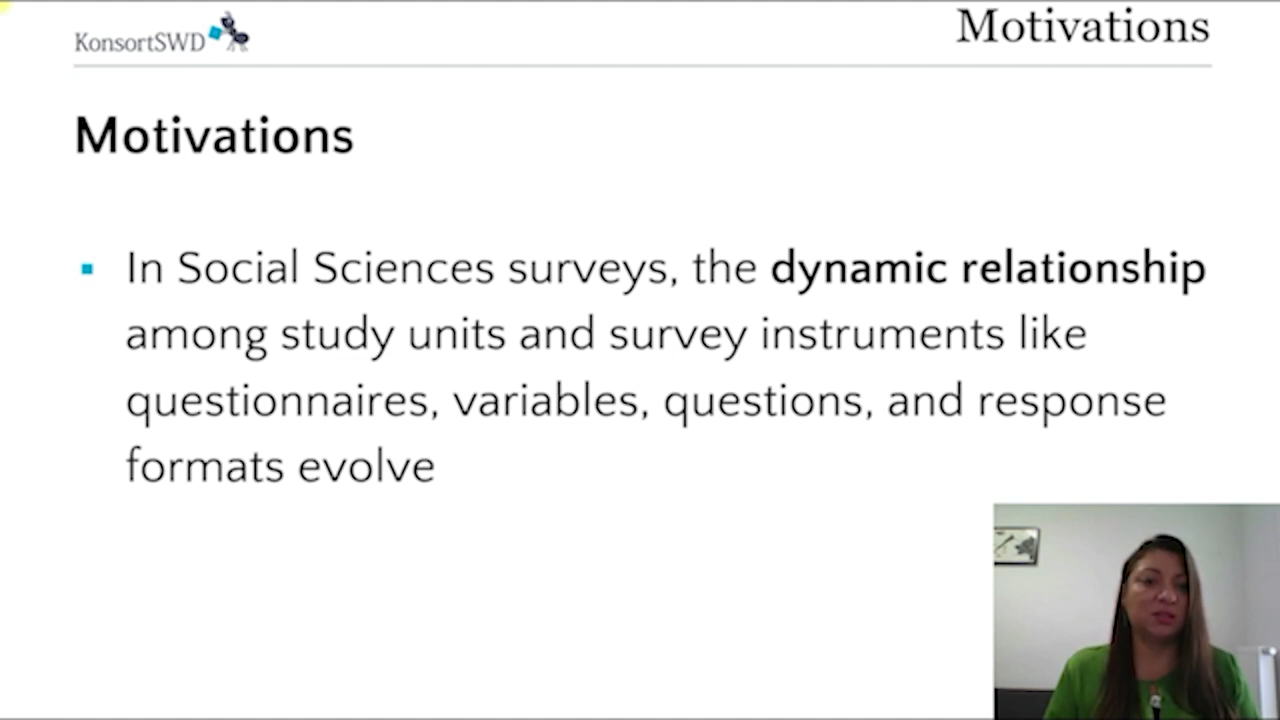 KonsortSWD
Motivations
Motivations
In Social Sciences surveys, the dynamic relationship
among study units and survey instruments like
questionnaires, variables, questions, and response
formats evolve